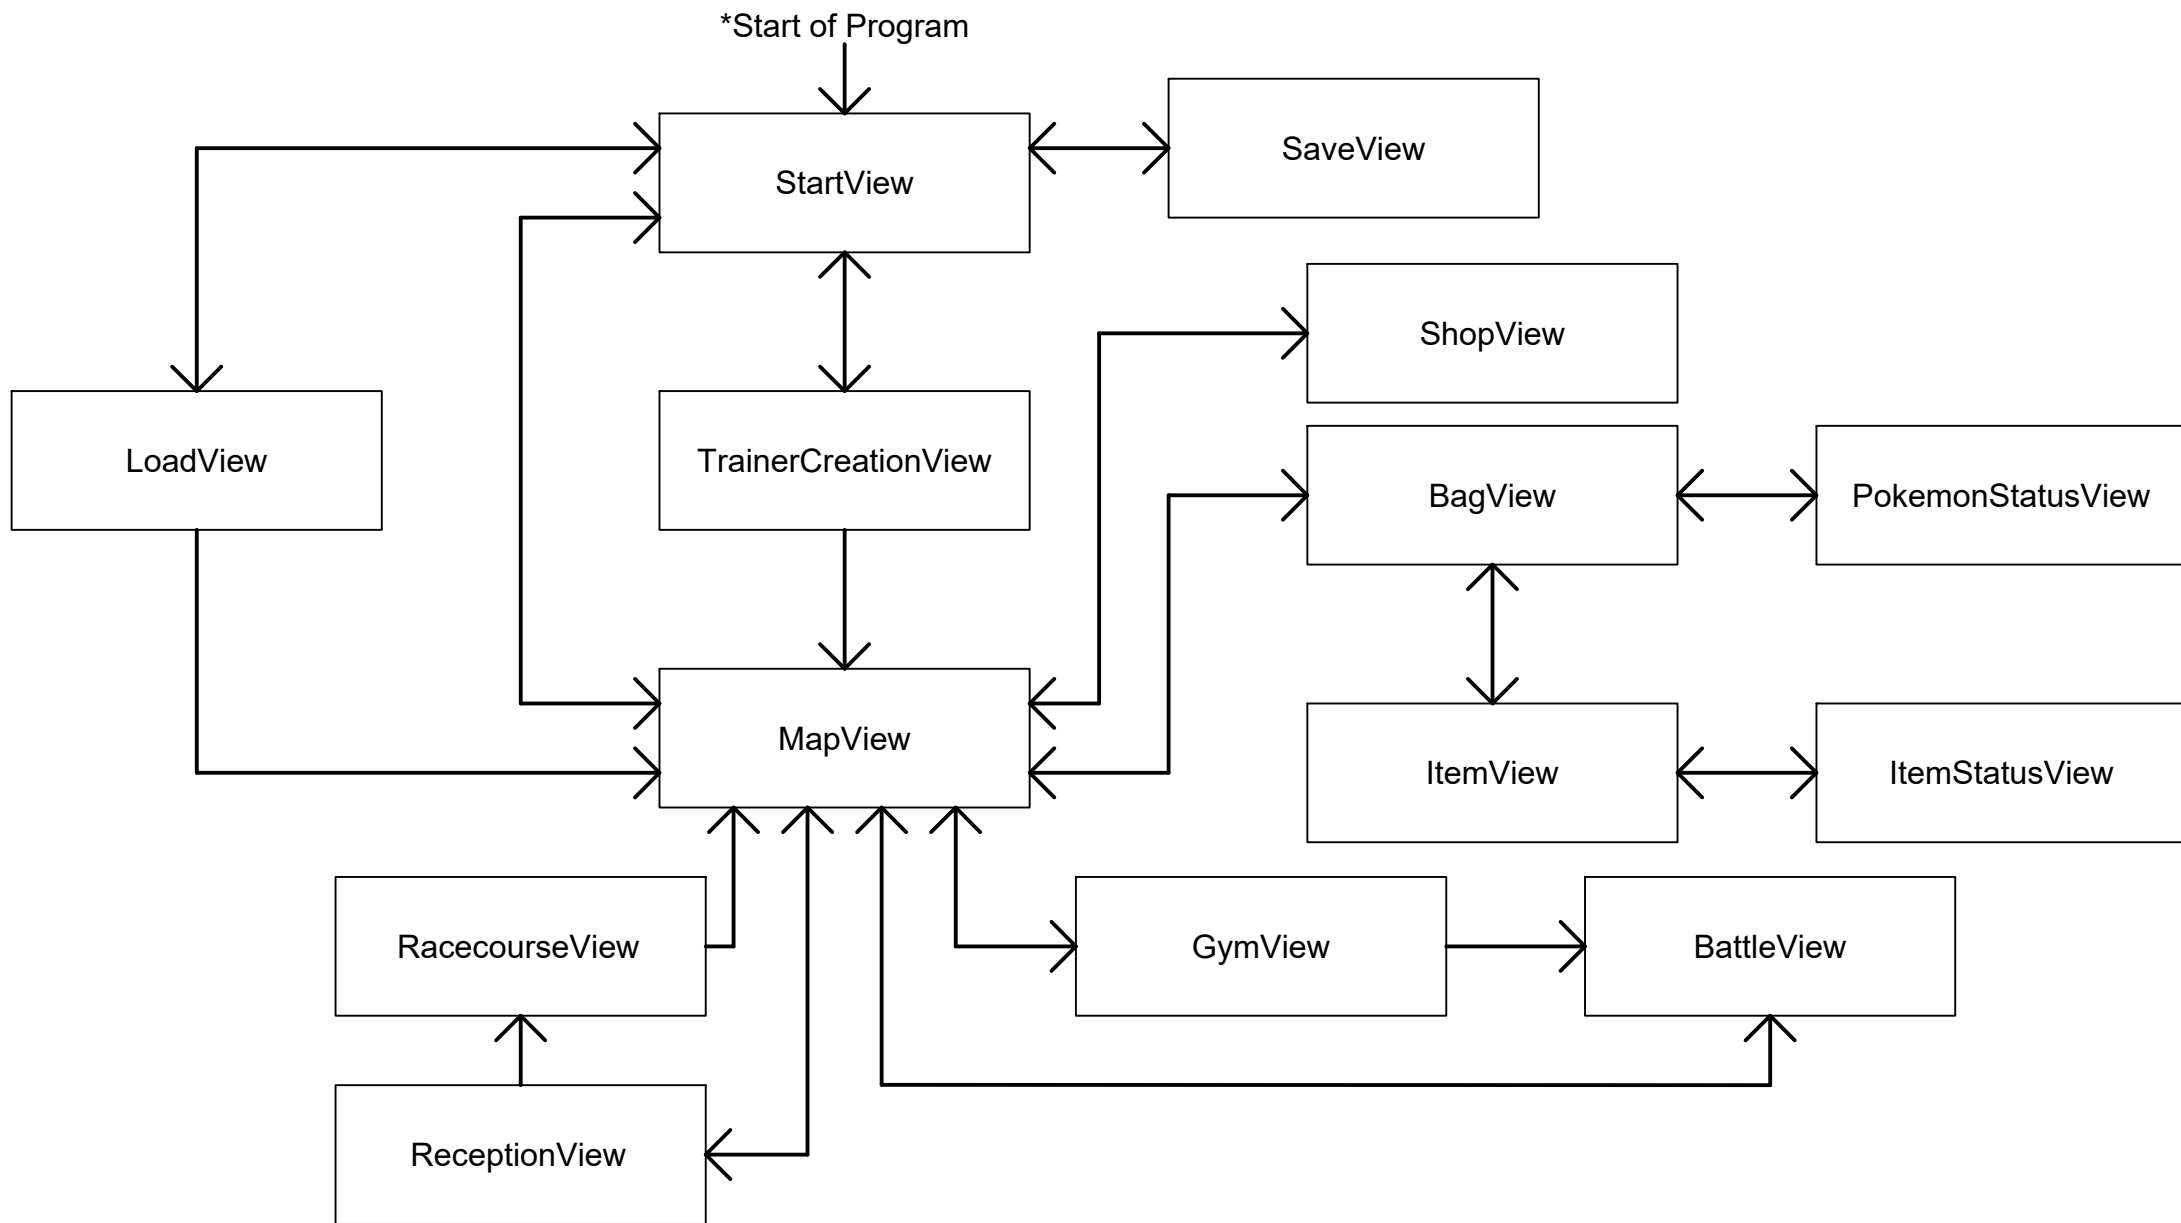 *Start of Program
SaveView
StartView
ShopView
LoadView
TrainerCreationView
BagView
PokemonStatusView
MapView
ItemView
ItemStatusView
RacecourseView
GymView
BattleView
ReceptionView